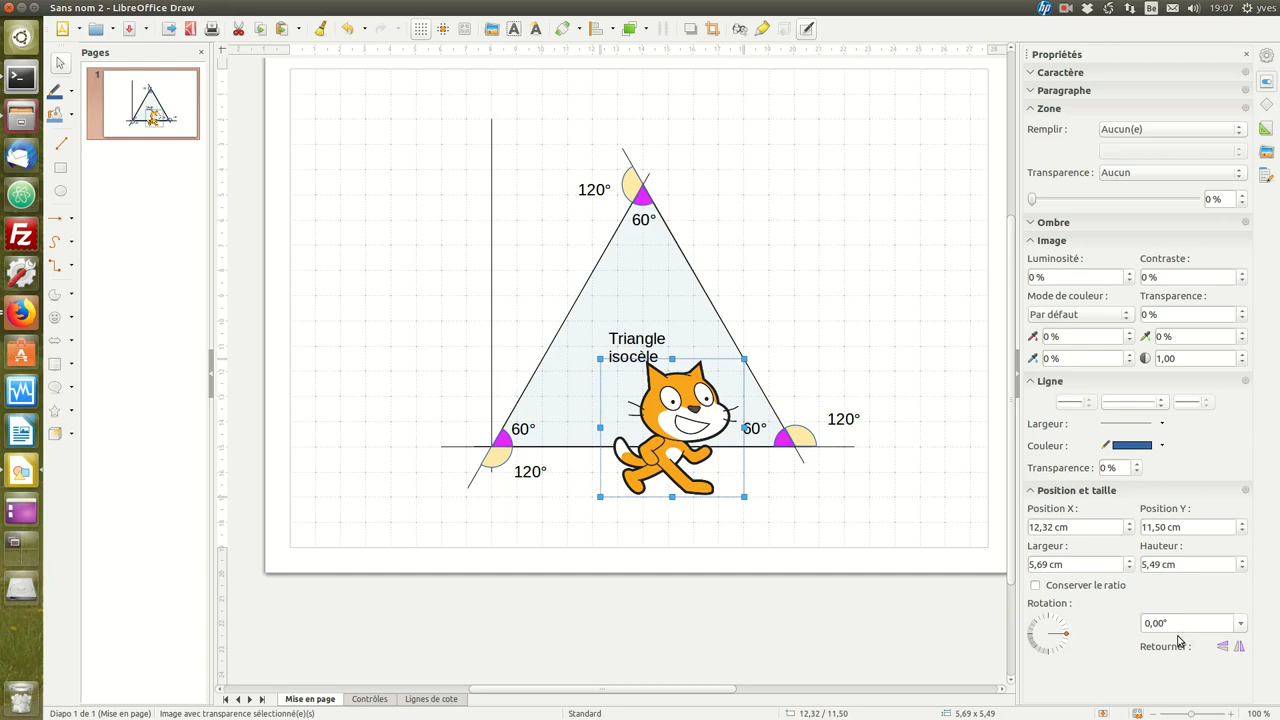 Sans nom 2 - LibreOffice Draw
Be
19:07
yves
Pages
1
Propriétés
Caractère
Paragraphe
Zone
Remplir :
Aucun(e)
Transparence :
Aucun
0 %
Ombre
Image
Luminosité :
Contraste :
0 %
0 %
Mode de couleur :
Transparence :
Par défaut
0 %
0 %
0 %
0 %
1,00
Ligne
Largeur :
Couleur :
Transparence :
0 %
Position et taille
Position X :
Position Y :
12,32 cm
11,50 cm
Largeur :
Hauteur :
5,69 cm
5,49 cm
Conserver le ratio
Rotation :
0,00°
Retourner :
120°
60°
Triangle
isocèle
60°
120°
60°
120°
Mise en page
Contrôles
Lignes de cote
Diapo 1 de 1 (Mise en page)
Image avec transparence sélectionné(e)(s)
Standard
12,32 / 11,50
5,69 x 5,49
100 %